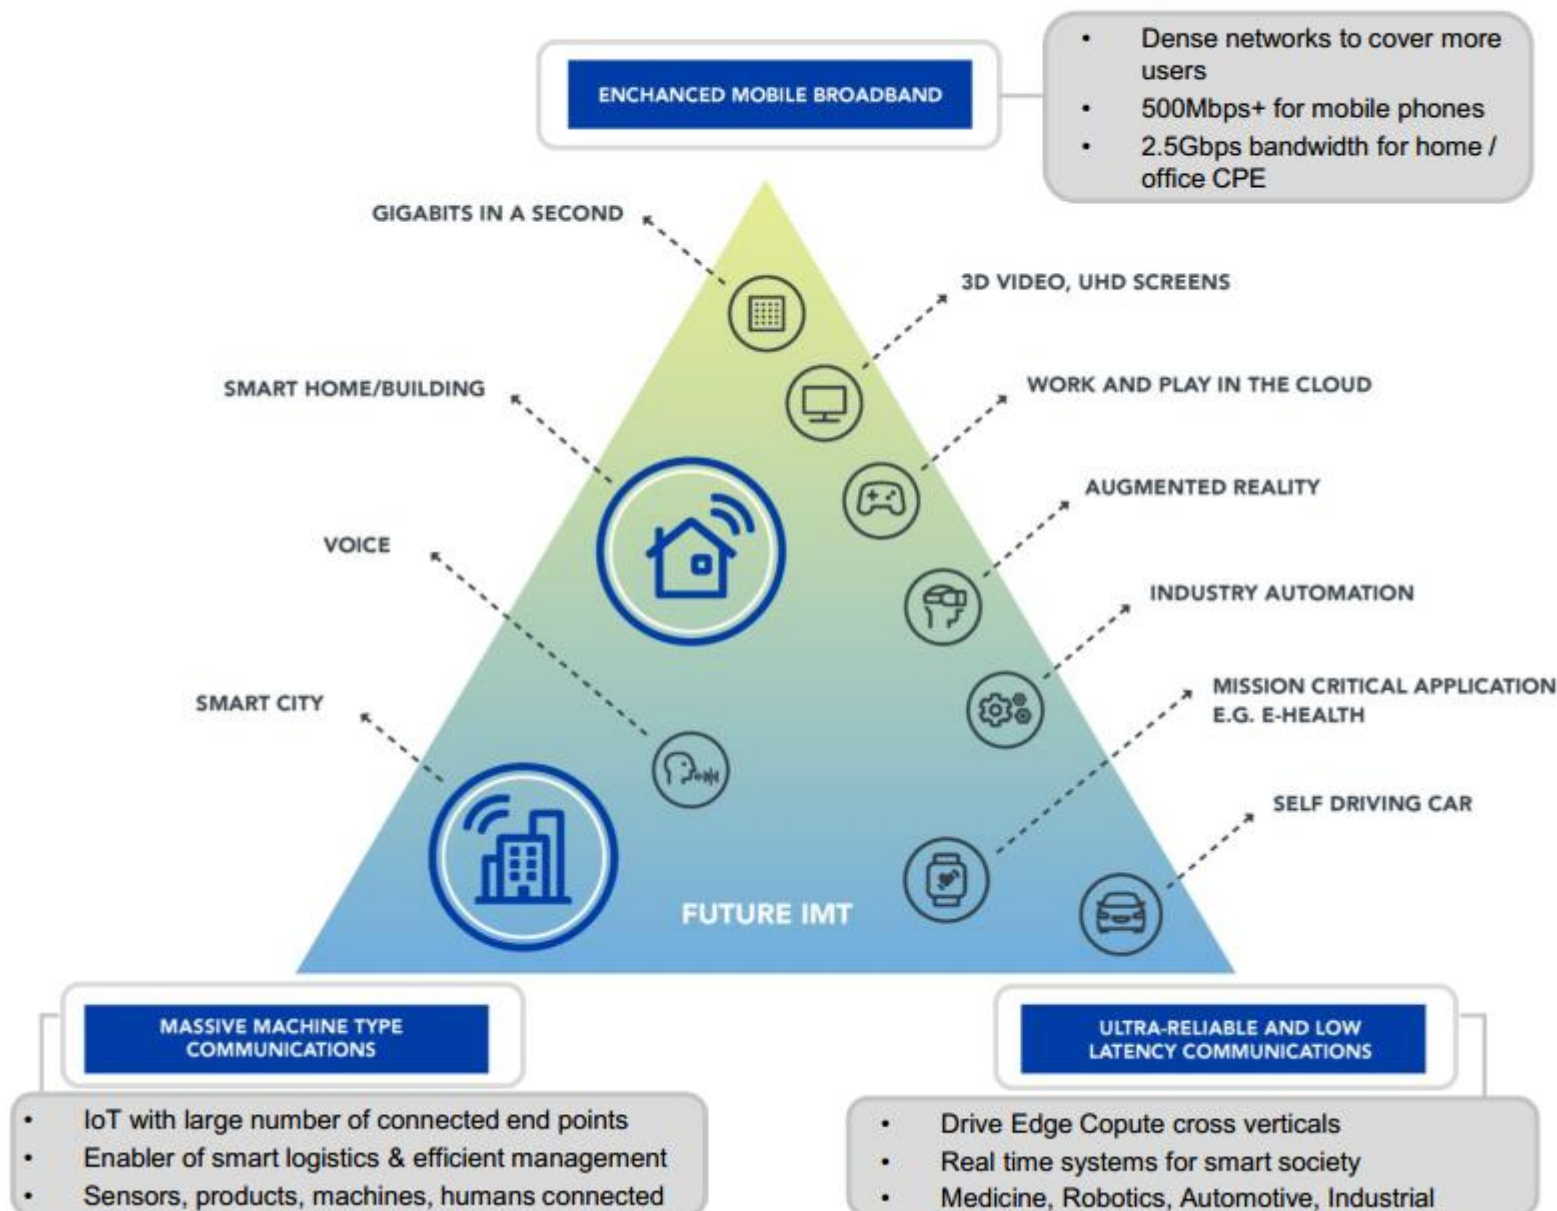 ENCHANCED MOBILE BROADBAND
• Dense networks to cover more
users
• 500Mbps+ for mobile phones
• 2.5Gbps bandwidth for home /
office CPE
GIGABITS IN A SECOND
3D VIDEO, UHD SCREENS
SMART HOME/BUILDING
WORK AND PLAY IN THE CLOUD
AUGMENTED REALITY
VOICE
INDUSTRY AUTOMATION
SMART CITY
MISSION CRITICAL APPLICATION
E.G. E-HEALTH
SELF DRIVING CAR
FUTURE IMT
MASSIVE MACHINE TYPE
COMMUNICATIONS
• IoT with large number of connected end points
• Enabler of smart logistics & efficient management
• Sensors, products, machines, humans connected
ULTRA-RELIABLE AND LOW
LATENCY COMMUNICATIONS
• Drive Edge Copute cross verticals
• Real time systems for smart society
• Medicine, Robotics, Automotive, Industrial